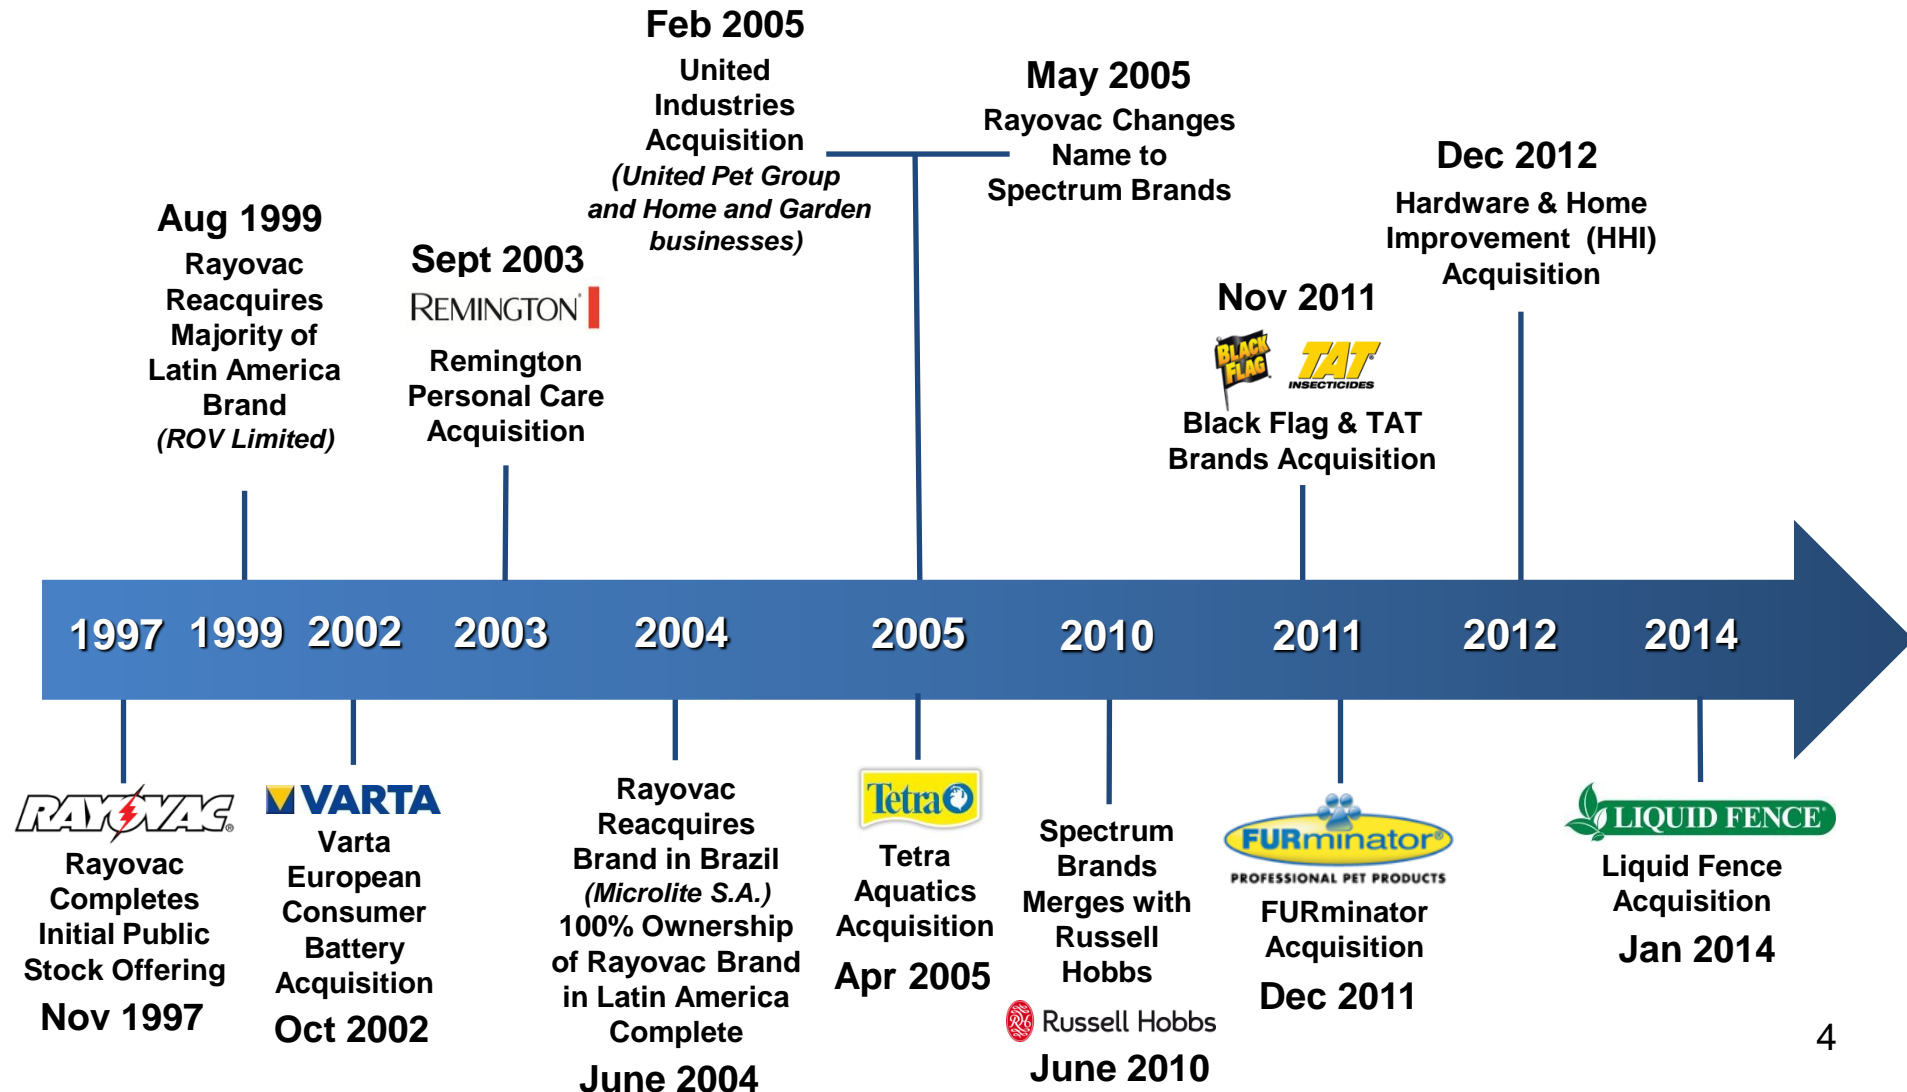 Feb 2005
United
Industries
Acquisition
(United Pet Group
and Home and Garden
businesses)
May 2005
Rayovac Changes
Name to
Spectrum Brands
Dec 2012
Hardware & Home
Improvement (HHI)
Acquisition
Aug 1999
Rayovac
Reacquires
Majority of
Latin America
Brand
(ROV Limited)
Sept 2003
REMINGTON®
Remington
Personal Care
Acquisition
Nov 2011
BLACK
FLAG
TAT
INSECTICIDES
Black Flag & TAT
Brands Acquisition
1997 1999 2002 2003 2004 2005 2010 2011 2012 2014
RAYOVAC®
Rayovac
Completes
Initial Public
Stock Offering
Nov 1997
VARTA
Varta
European
Consumer
Battery
Acquisition
Oct 2002
Rayovac
Reacquires
Brand in Brazil
(Microlite S.A.)
100% Ownership
of Rayovac Brand
in Latin America
Complete
June 2004
Tetra
Tetra
Aquatics
Acquisition
Apr 2005
Spectrum
Brands
Merges with
Russell
Hobbs
RH Russell Hobbs
June 2010
FURminator®
PROFESSIONAL PET PRODUCTS
FURminator
Acquisition
Dec 2011
LIQUID FENCE®
Liquid Fence
Acquisition
Jan 2014
4